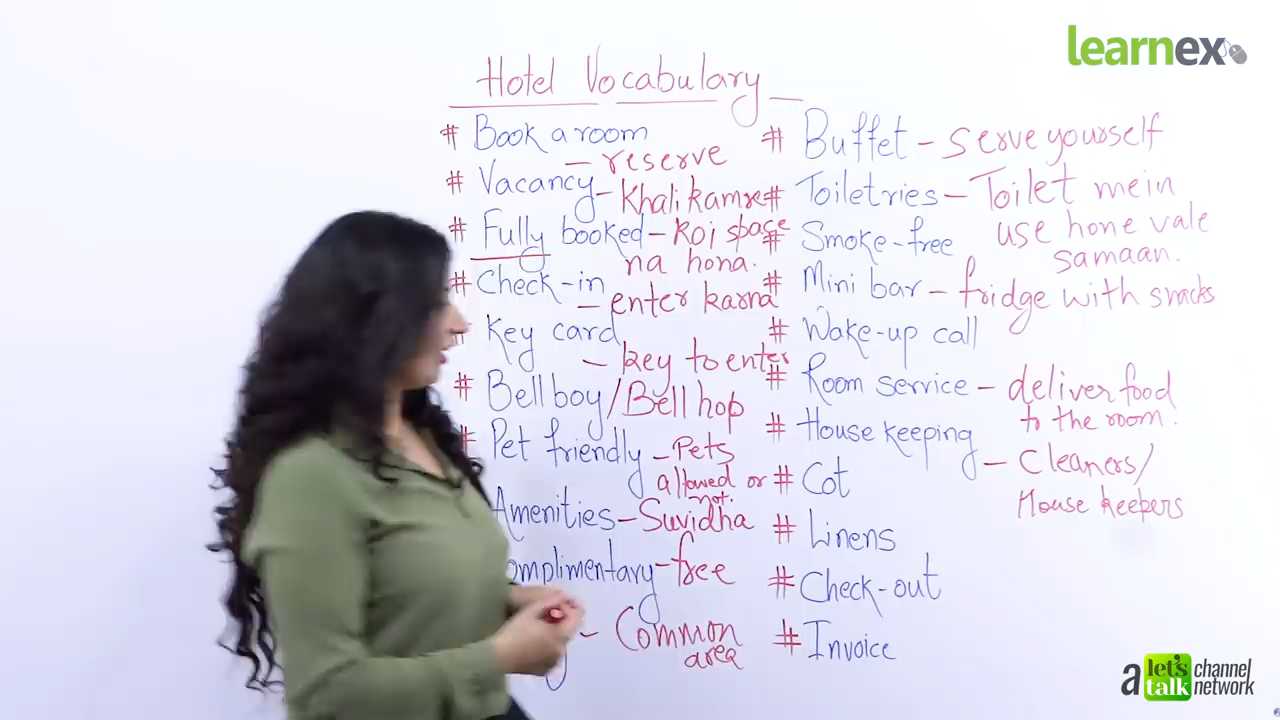 learnex
Hotel Vocabulary
# Book a room
– reserve
# Vacancy – Khali kamre
# Fully booked – Koi space
na hona.
# Check-in
– enter karna
# Key card
– key to enter
# Bell boy/Bell hop
# Pet friendly – Pets
allowed or
not.
Amenities – Suvidha
omplimentary – free
– Common
area
# Buffet – Serve yourself
# Toiletries – Toilet mein
use hone vale
samaan.
# Smoke-free
# Mini bar – fridge with snacks
# Wake-up call
# Room service – deliver food
to the room.
# House keeping
– Cleaners/
House keepers
# Cot
# Linens
# Check-out
# Invoice
a let's talk channel network